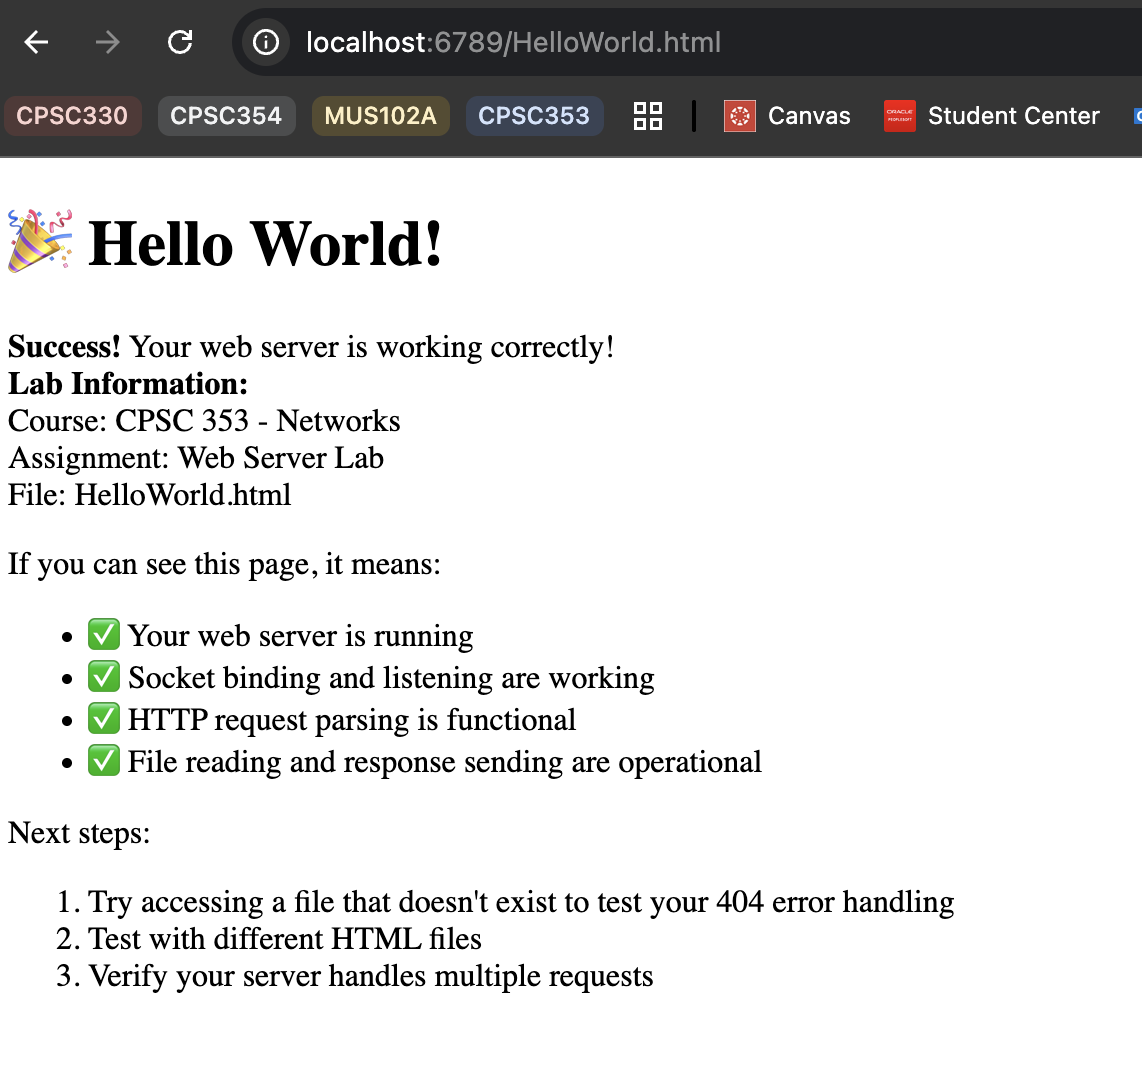 localhost:6789/HelloWorld.html
CPSC330 CPSC354 MUS102A CPSC353 Canvas ORACLE PEOPLESOFT Student Center
🎉 Hello World!
Success! Your web server is working correctly!
Lab Information:
Course: CPSC 353 - Networks
Assignment: Web Server Lab
File: HelloWorld.html
If you can see this page, it means:
• ✅ Your web server is running
• ✅ Socket binding and listening are working
• ✅ HTTP request parsing is functional
• ✅ File reading and response sending are operational
Next steps:
1. Try accessing a file that doesn't exist to test your 404 error handling
2. Test with different HTML files
3. Verify your server handles multiple requests